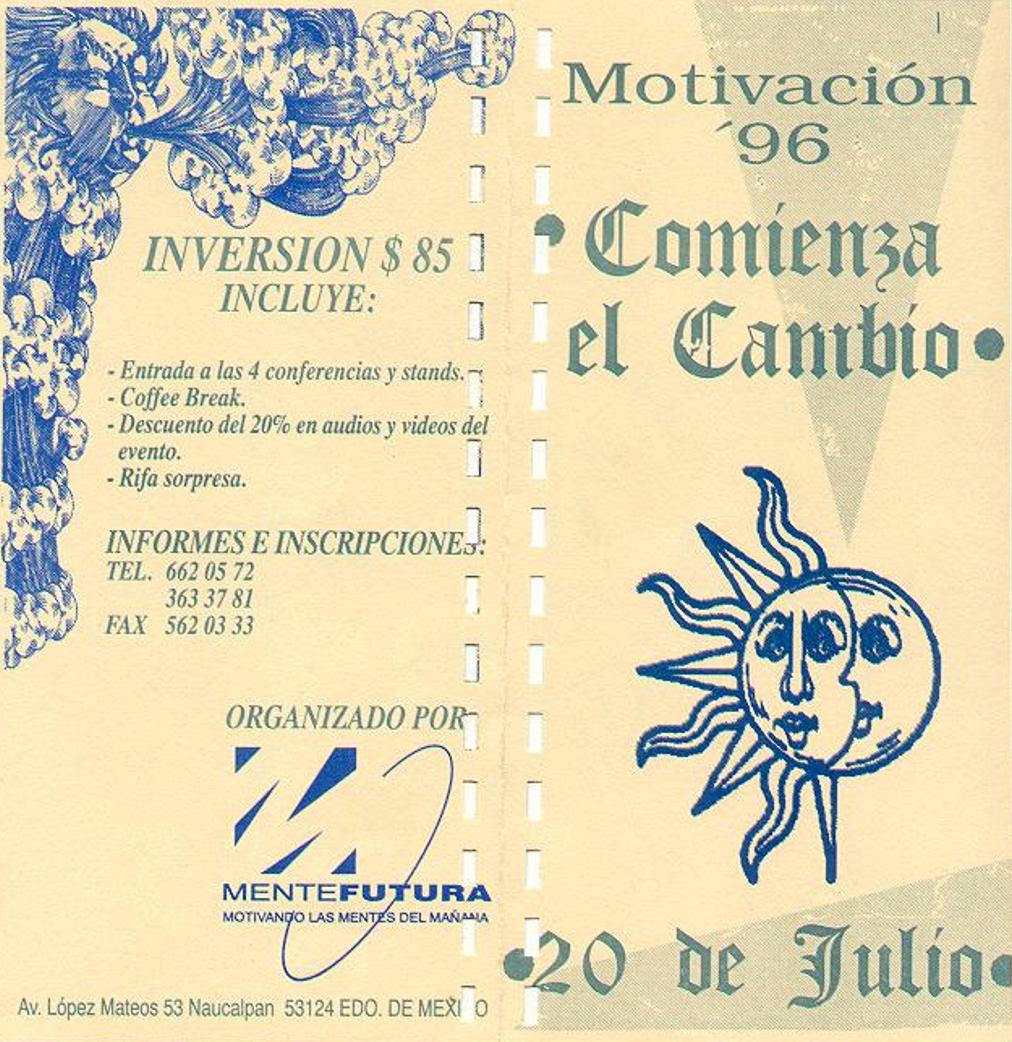 INVERSION $ 85
INCLUYE:
- Entrada a las 4 conferencias y stands.
- Coffee Break.
- Descuento del 20% en audios y videos del
evento.
- Rifa sorpresa.
INFORMES E INSCRIPCIONES:
TEL. 662 05 72
363 37 81
FAX 562 03 33
ORGANIZADO POR
MENTEFUTURA
MOTIVANDO LAS MENTES DEL MAÑANA
Av. López Mateos 53 Naucalpan 53124 EDO. DE MEXICO
Motivación
´96
•Comienza
el Cambio•
•20 de Julio•